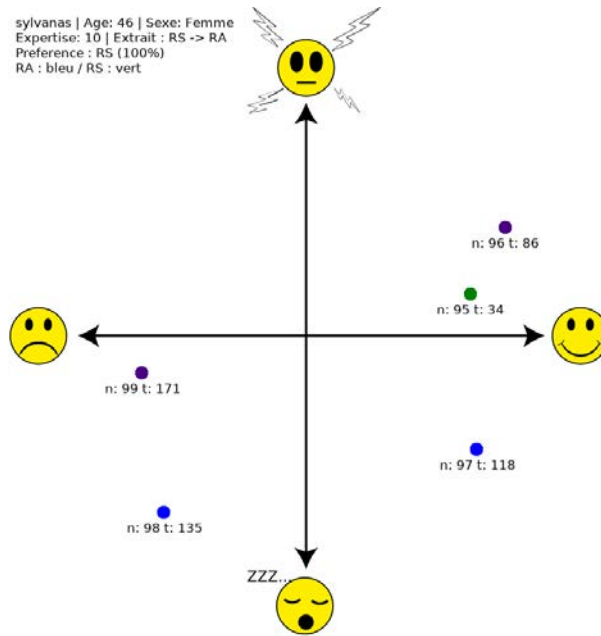 sylvanas | Age: 46 | Sexe: Femme
Expertise: 10 | Extrait : RS -> RA
Preference : RS (100%)
RA : bleu / RS : vert
n: 96 t: 86
n: 95 t: 34
n: 99 t: 171
n: 97 t: 118
n: 98 t: 135
ZZZ...